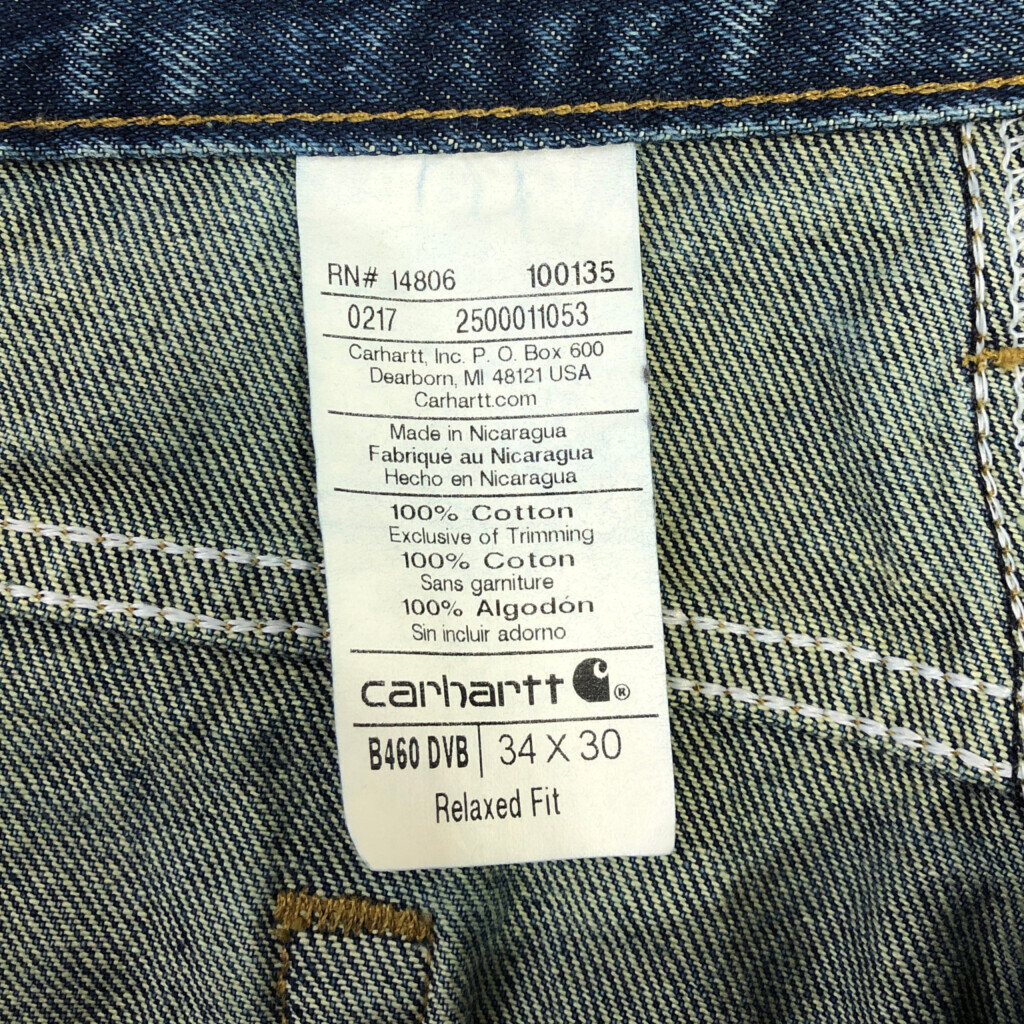 RN# 14806 100135
0217 2500011053
Carhartt, Inc. P. O. Box 600
Dearborn, MI 48121 USA
Carhartt.com
Made in Nicaragua
Fabriqué au Nicaragua
Hecho en Nicaragua
100% Cotton
Exclusive of Trimming
100% Coton
Sans garniture
100% Algodón
Sin incluir adorno
carhartt ®
B460 DVB 34 X 30
Relaxed Fit